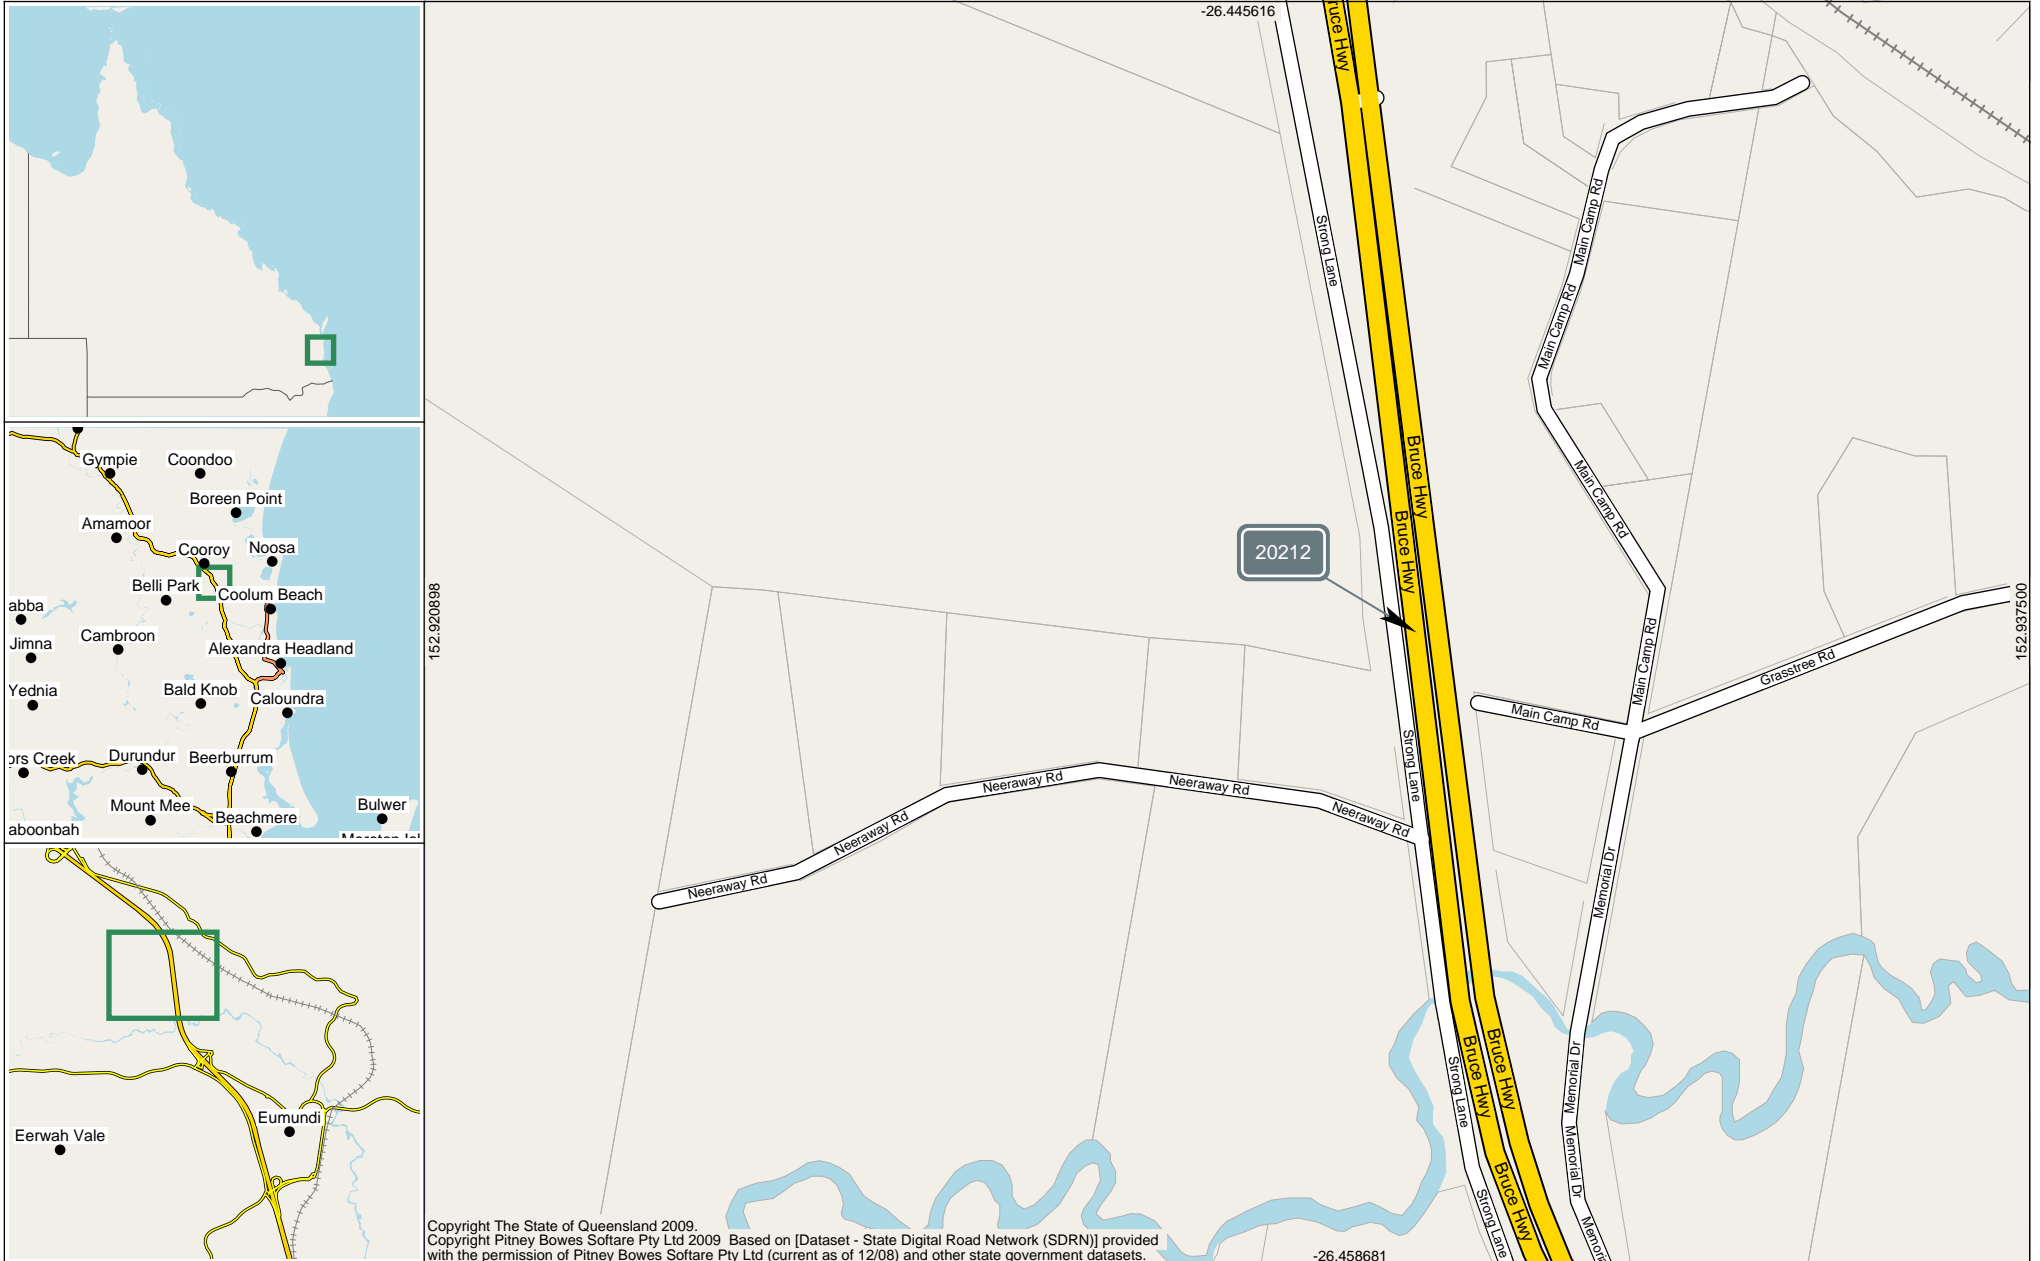 Gympie
Coondoo
Boreen Point
Amamoor
Cooroy
Noosa
Belli Park
Coolum Beach
abba
Cambroon
Jimna
Alexandra Headland
Yednia
Bald Knob
Caloundra
ors Creek
Durundur
Beerburrum
Mount Mee
Bulwer
Beachmere
aboonbah
Eumundi
Eerwah Vale
-26.445616
152.920898
152.937500
-26.458681
ruce Hwy
Strong Lane
Main Camp Rd
Main Camp Rd
Bruce Hwy
Main Camp Rd
Bruce Hwy
20212
Main Camp Rd
Grasstree Rd
Main Camp Rd
Strong Lane
Neeraway Rd
Neeraway Rd
Neeraway Rd
Neeraway Rd
Neeraway Rd
Memorial Dr
Bruce Hwy
Bruce Hwy
Strong Lane
Memorial Dr
Memorial Dr
Bruce Hwy
Strong Lane
Copyright The State of Queensland 2009.
Copyright Pitney Bowes Softare Pty Ltd 2009 Based on [Dataset - State Digital Road Network (SDRN)] provided
with the permission of Pitney Bowes Softare Pty Ltd (current as of 12/08) and other state government datasets.